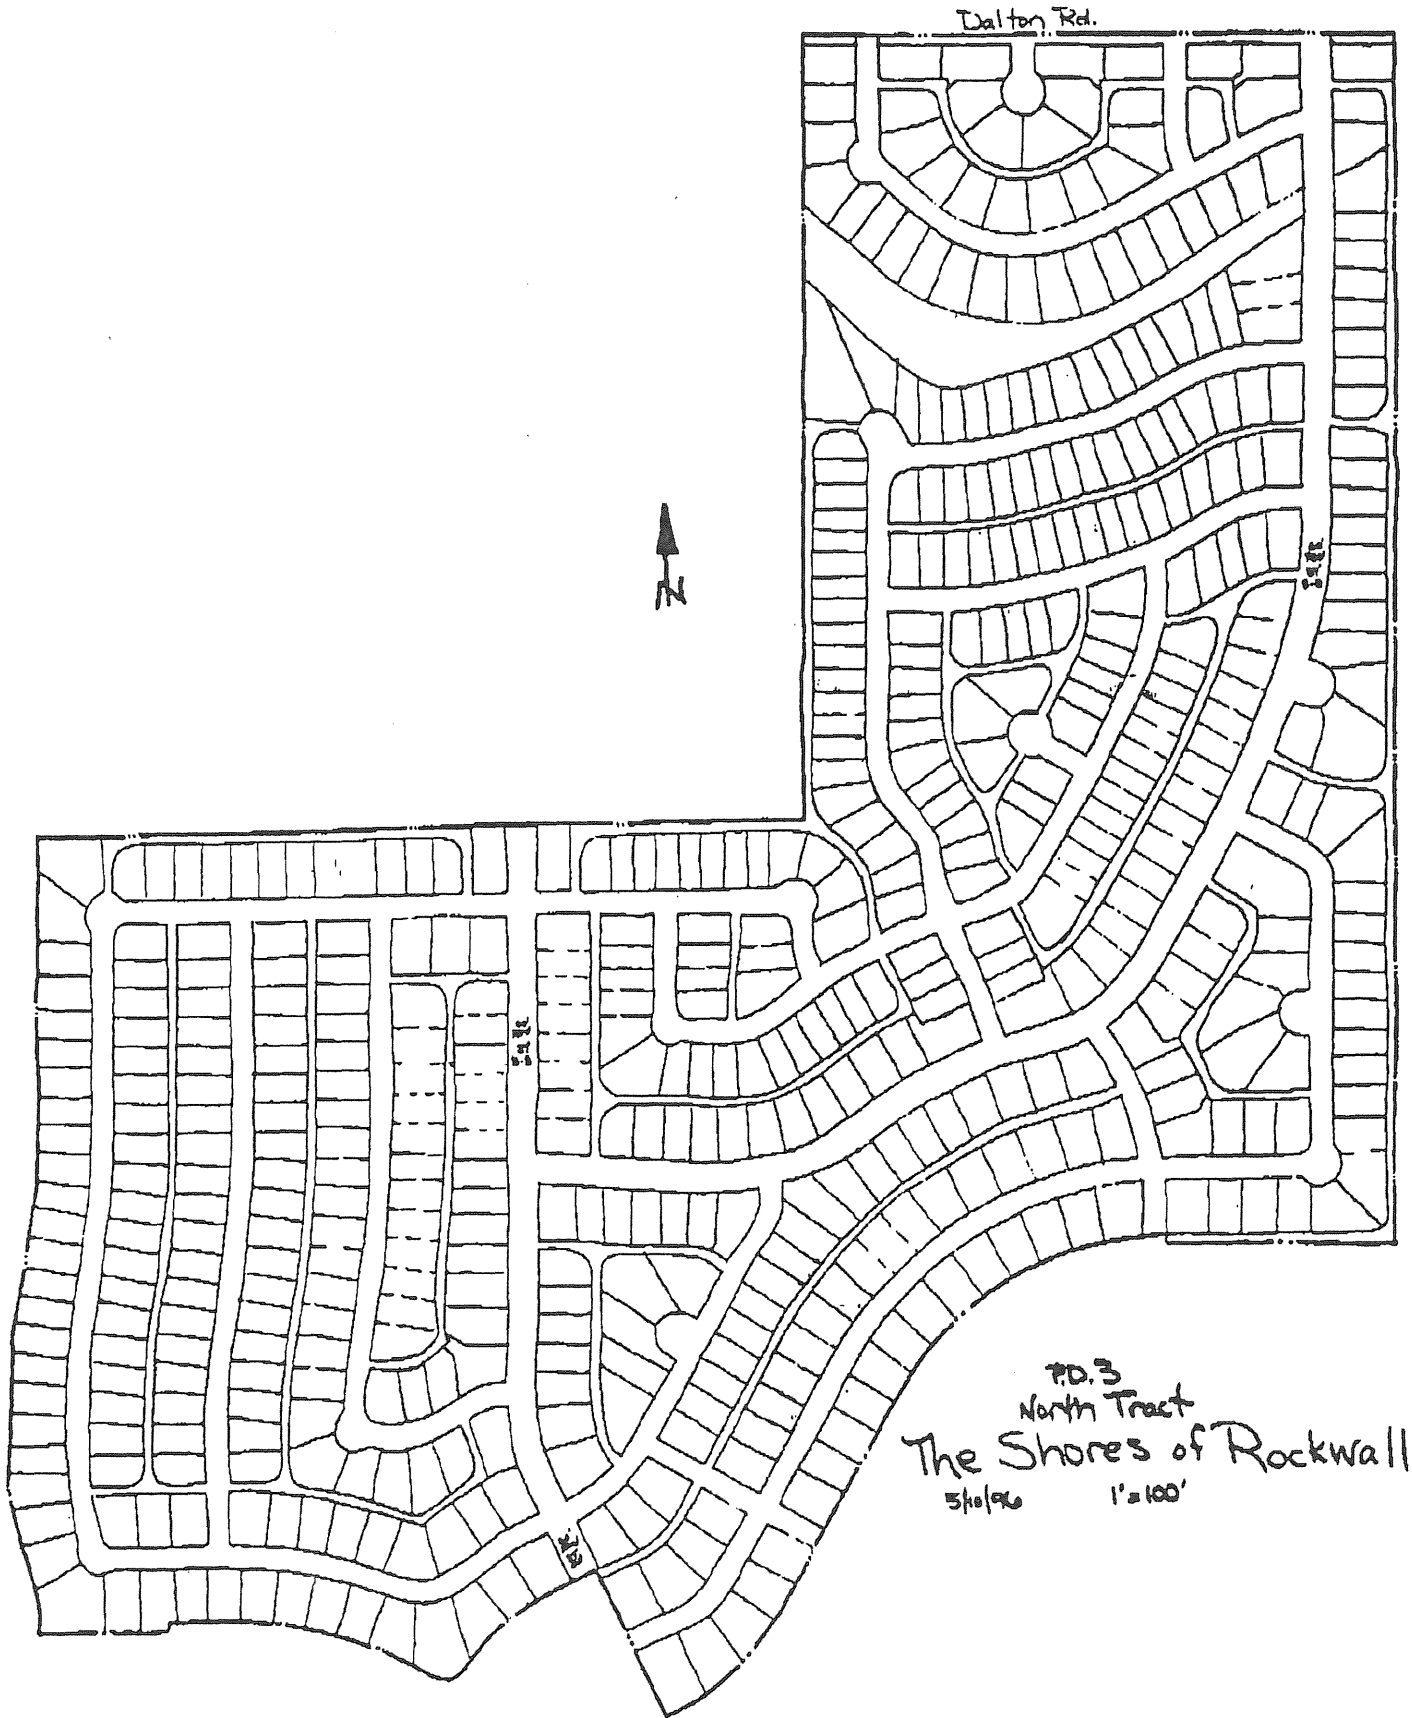 Dalton Rd.
N
P.D. 3
North Tract
The Shores of Rockwall
5/10/96 1"=100'